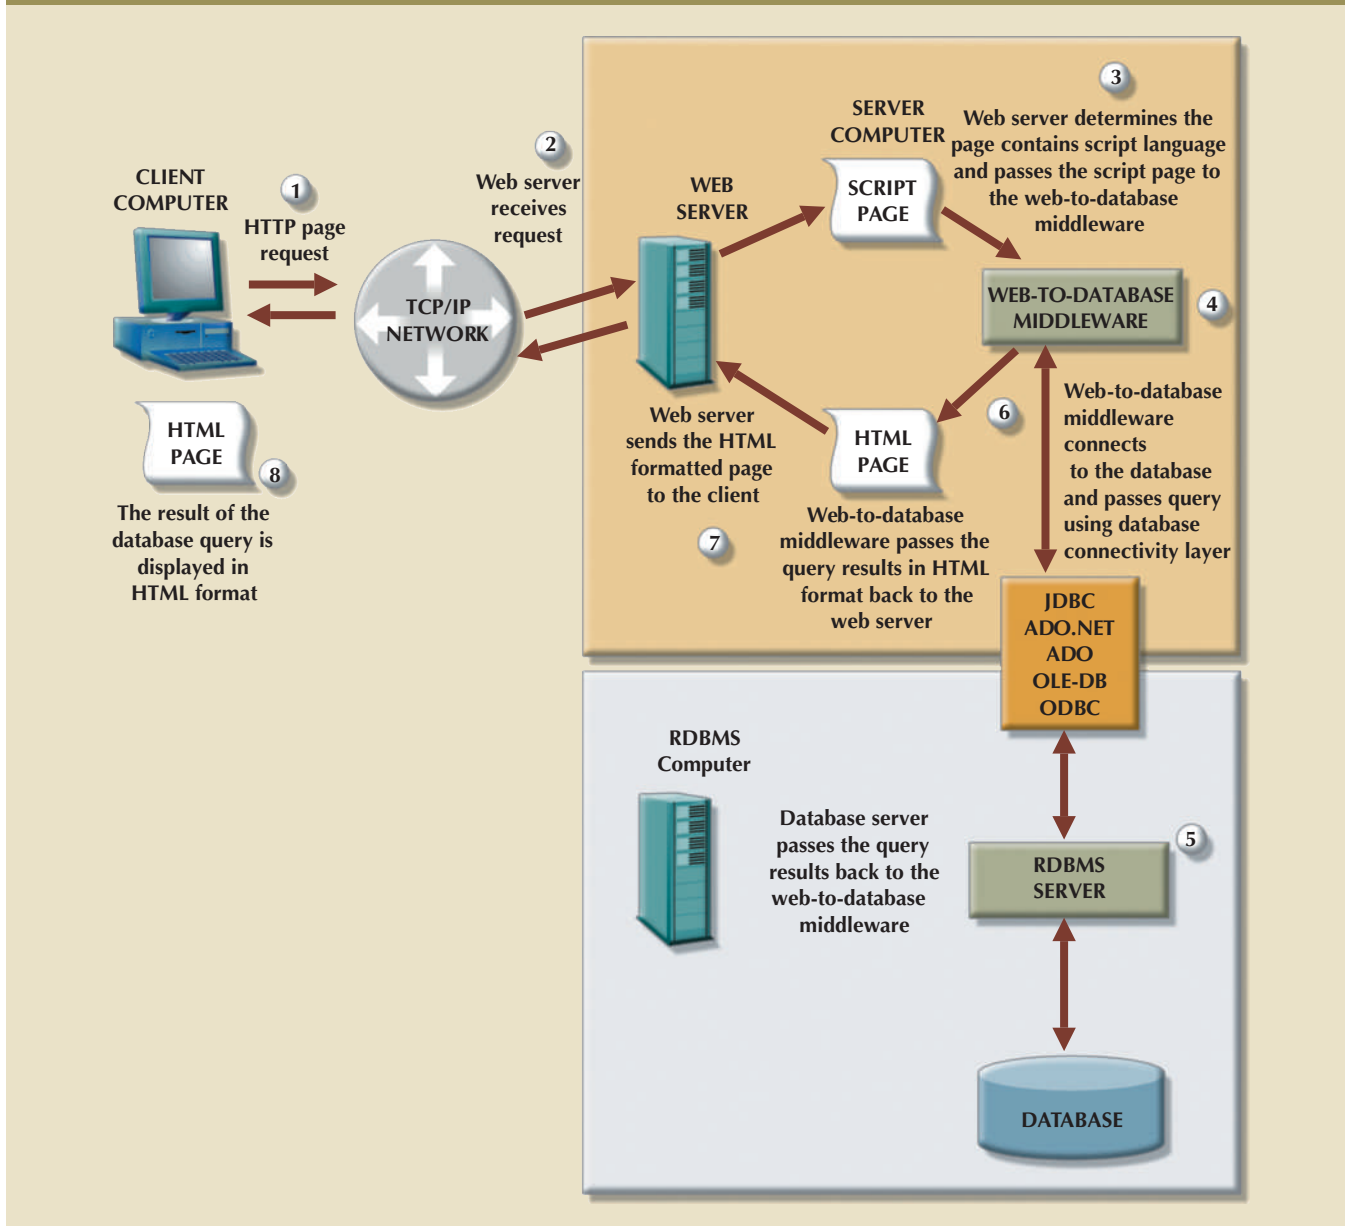 CLIENT
COMPUTER
1
HTTP page
request
TCP/IP
NETWORK
2
Web server
receives
request
WEB
SERVER
SERVER
COMPUTER
SCRIPT
PAGE
3
Web server determines the
page contains script language
and passes the script page to
the web-to-database
middleware
WEB-TO-DATABASE
MIDDLEWARE
4
Web-to-database
middleware
connects
to the database
and passes query
using database
connectivity layer
JDBC
ADO.NET
ADO
OLE-DB
ODBC
RDBMS
Computer
Database server
passes the query
results back to the
web-to-database
middleware
5
RDBMS
SERVER
DATABASE
6
HTML
PAGE
Web-to-database
middleware passes the
query results in HTML
format back to the
web server
Web server
sends the HTML
formatted page
to the client
7
HTML
PAGE
8
The result of the
database query is
displayed in
HTML format